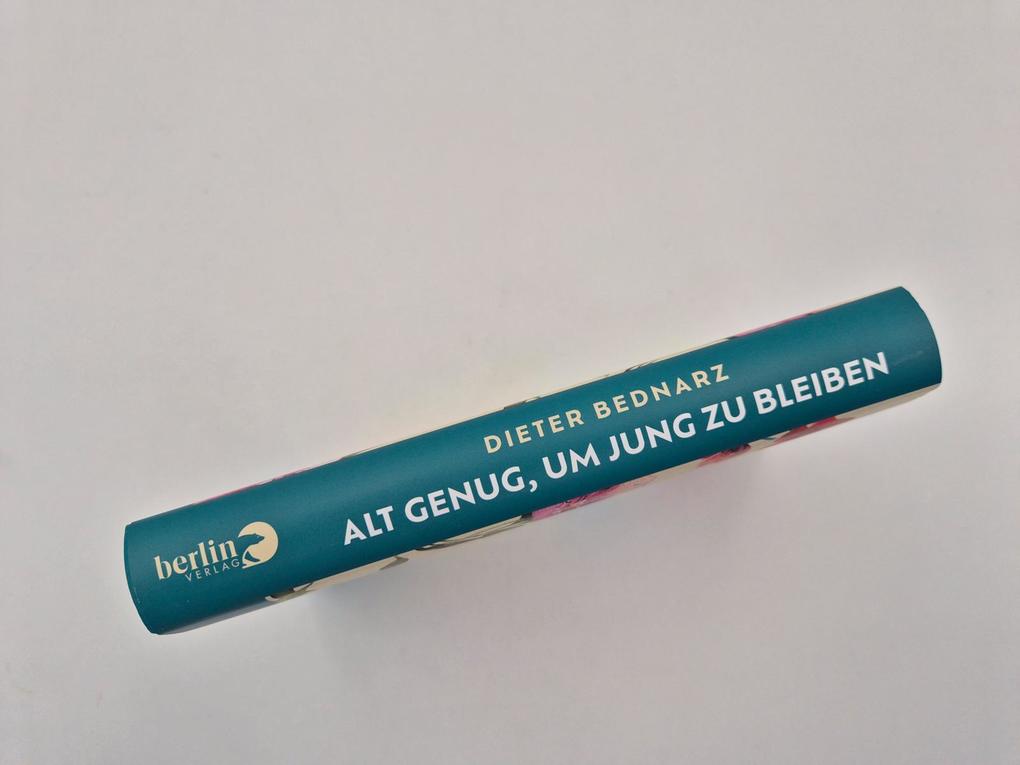 DIETER BEDNARZ
ALT GENUG, UM JUNG ZU BLEIBEN
berlin
VERLAG